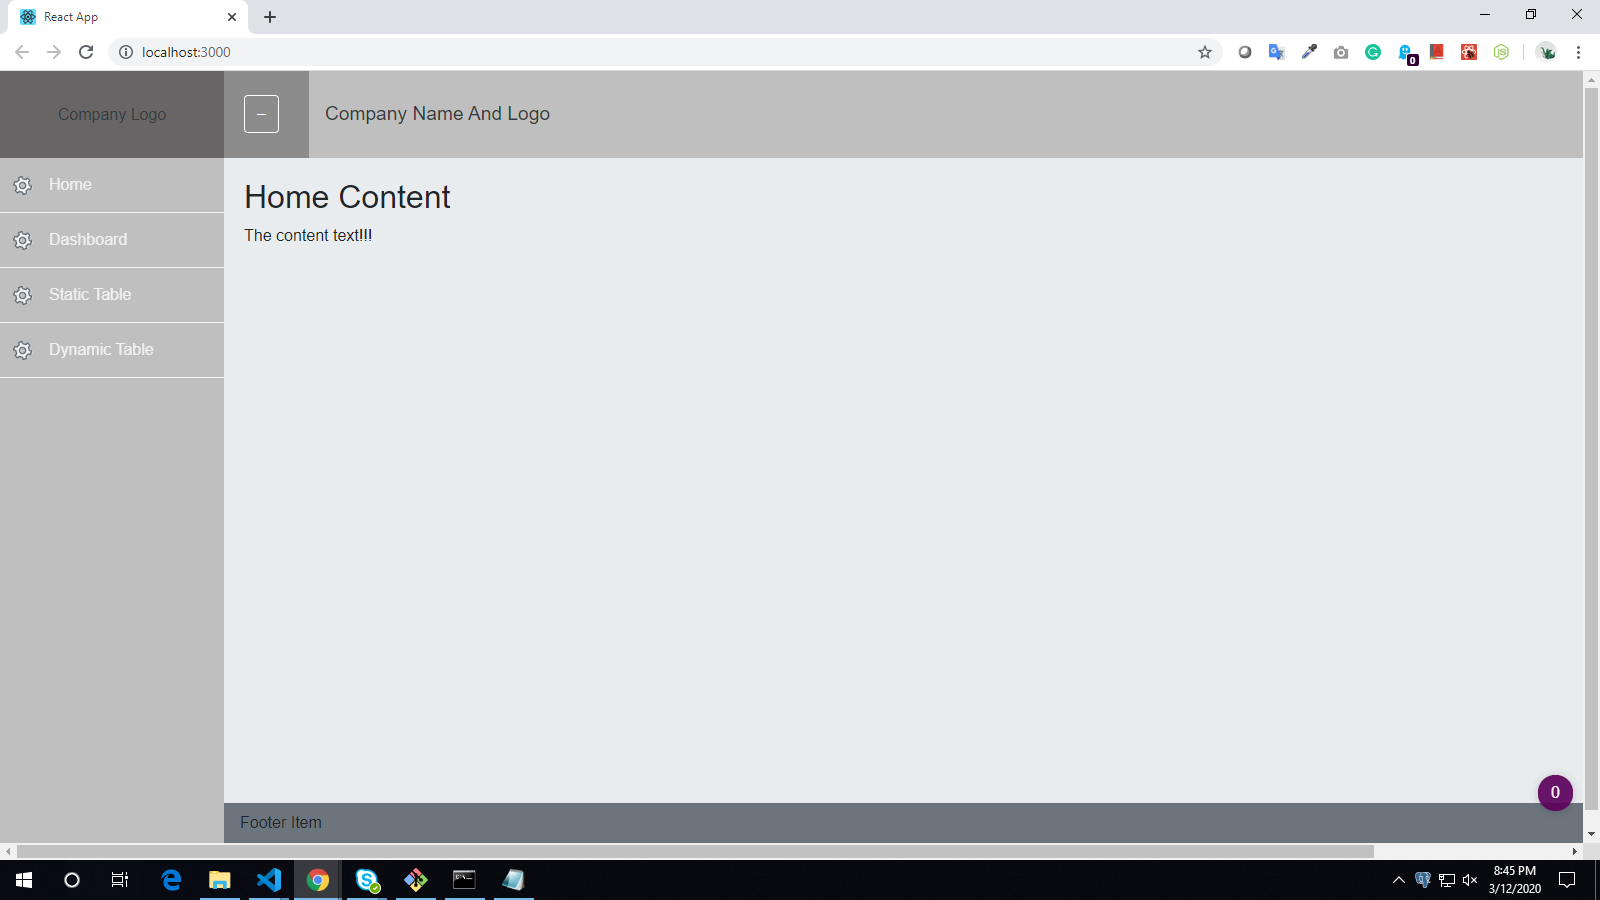 React App
localhost:3000
0
Company Logo
–
Company Name And Logo
Home
Dashboard
Static Table
Dynamic Table
Home Content
The content text!!!
0
Footer Item
8:45 PM
3/12/2020